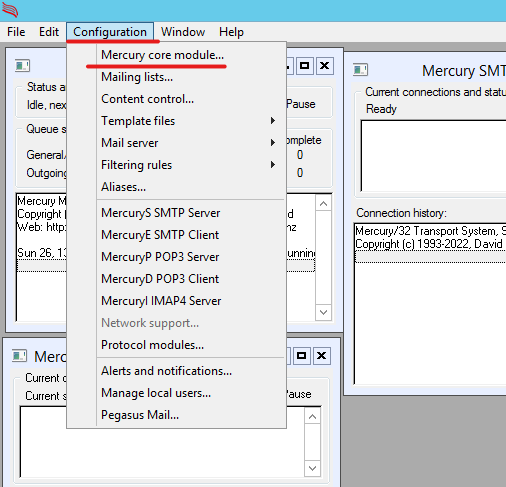 File Edit Configuration Window Help
Mercury core module...
Mailing lists...
Content control...
Template files
Mail server
Filtering rules
Aliases...
MercuryS SMTP Server
MercuryE SMTP Client
MercuryP POP3 Server
MercuryD POP3 Client
MercuryI IMAP4 Server
Network support...
Protocol modules...
Alerts and notifications...
Manage local users...
Pegasus Mail...
Status a
Idle, nex
Pause
Queue s
omplete
General/
0
Outgoing
0
Mercury M
Copyright (
Web: http:
nz
Sun 26, 13
unning
Mercury SMT
Current connections and statu
Ready
Connection history:
Mercury/32 Transport System, S
Copyright (c) 1993-2022, David
Merc
Current c
Current s
Pause